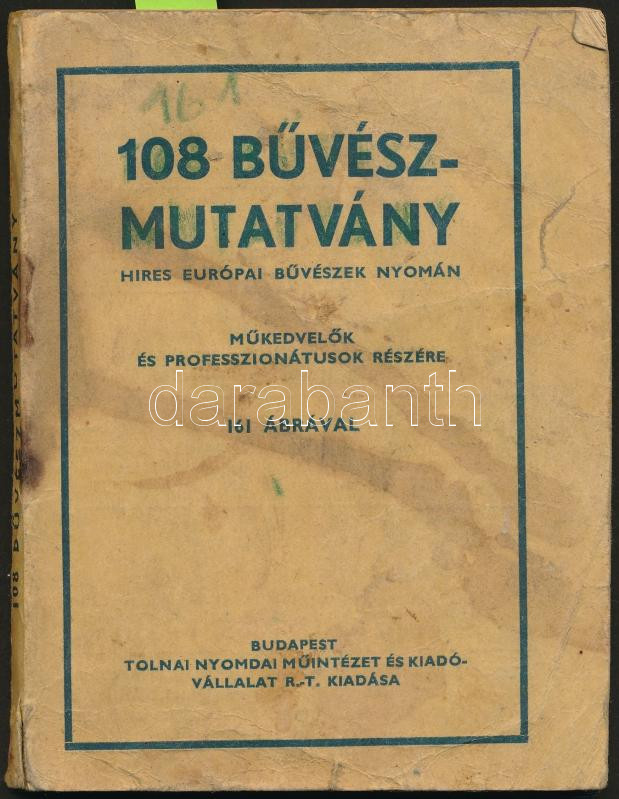 161
108 BŰVÉSZ-
MUTATVÁNY
HIRES EURÓPAI BŰVÉSZEK NYOMÁN
MŰKEDVELŐK
ÉS PROFESSZIONÁTUSOK RÉSZÉRE
darabanth
161 ÁBRÁVAL
BUDAPEST
TOLNAI NYOMDAI MŰINTÉZET ÉS KIADÓ-
VÁLLALAT R.-T. KIADÁSA
108 BŰVÉSZMUTATVÁNY